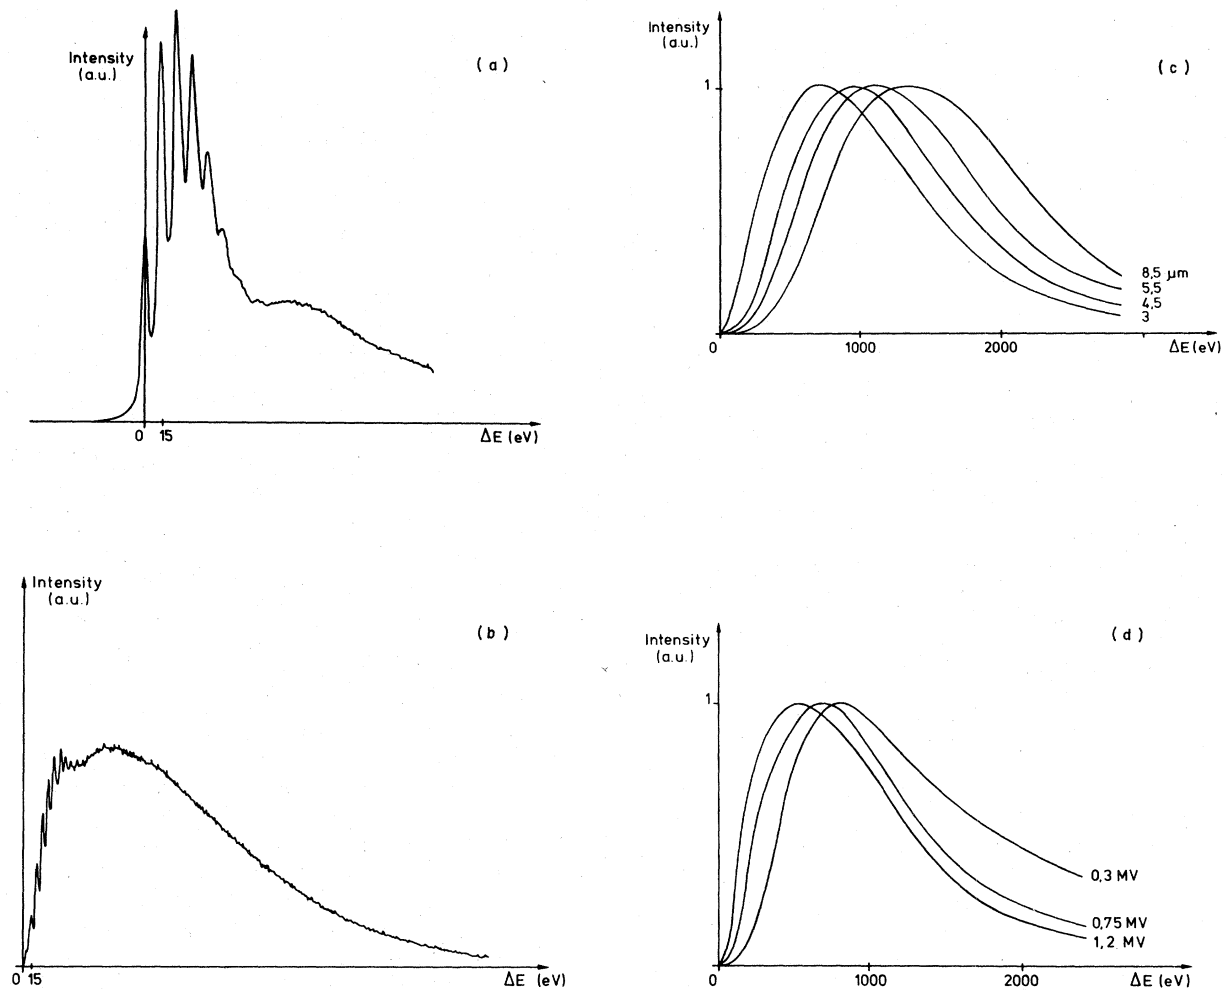 Intensity
(a.u.)
(a)
0 15 ΔE (eV)
Intensity
(a.u.)
(c)
1
8,5 µm
5,5
4,5
3
0 1000 2000 ΔE (eV)
Intensity
(a.u.)
(b)
0 15 ΔE (eV)
Intensity
(a.u.)
(d)
1
0,3 MV
0,75 MV
1,2 MV
0 1000 2000 ΔE (eV)